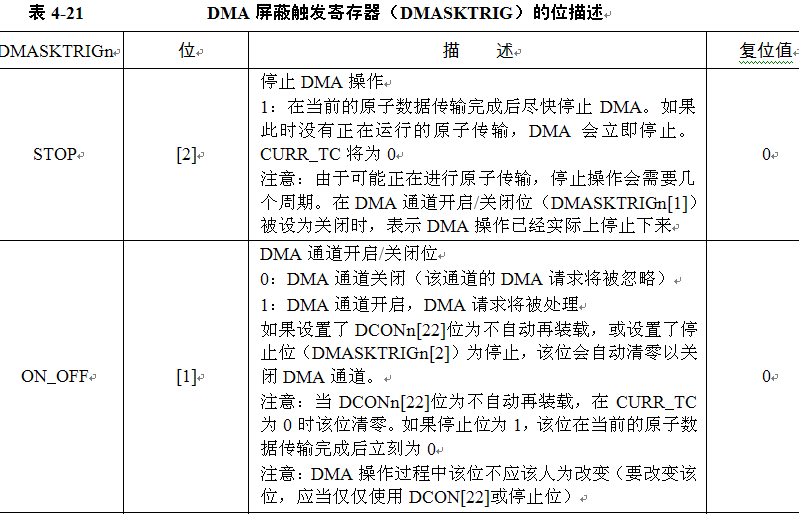 表 4-21 DMA 屏蔽触发寄存器（DMASKTRIG）的位描述
DMASKTRIGn 位 描 述 复位值
停止 DMA 操作
1：在当前的原子数据传输完成后尽快停止 DMA。如果
此时没有正在运行的原子传输，DMA 会立即停止。
CURR_TC 将为 0
注意：由于可能正在进行原子传输，停止操作会需要几
个周期。在 DMA 通道开启/关闭位（DMASKTRIGn[1]）
被设为关闭时，表示 DMA 操作已经实际上停止下来
STOP [2] 0
DMA 通道开启/关闭位
0：DMA 通道关闭（该通道的 DMA 请求将被忽略）
1：DMA 通道开启，DMA 请求将被处理
如果设置了 DCONn[22]位为不自动再装载，或设置了停
止位（DMASKTRIGn[2]）为停止，该位会自动清零以关
闭 DMA 通道。
注意：当 DCONn[22]位为不自动再装载，在 CURR_TC
为 0 时该位清零。如果停止位为 1，该位在当前的原子数
据传输完成后立刻为 0
注意：DMA 操作过程中该位不应该人为改变（要改变该
位，应当仅仅使用 DCON[22]或停止位）
ON_OFF [1] 0